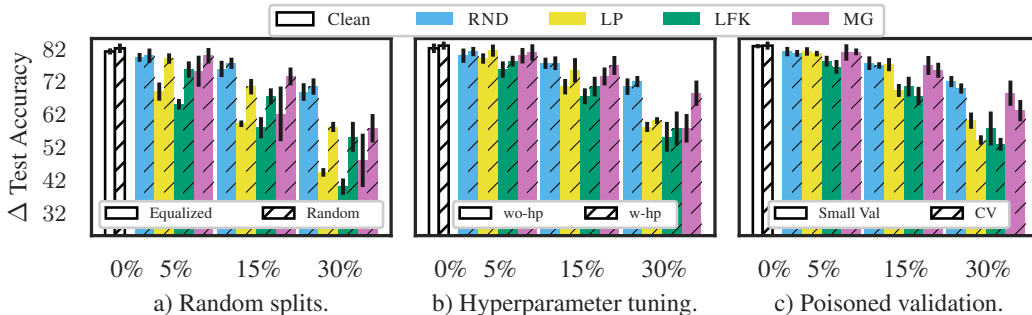 Clean RND LP LFK MG
Δ Test Accuracy
82
72
62
52
42
32
Equalized Random
wo-hp w-hp
Small Val CV
0% 5% 15% 30% 0% 5% 15% 30% 0% 5% 15% 30%
a) Random splits. b) Hyperparameter tuning. c) Poisoned validation.